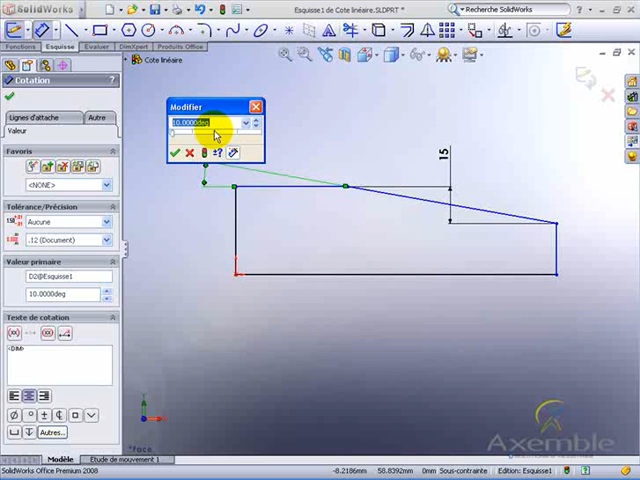 SolidWorks
Esquisse1 de Cote linéaire.SLDPRT *
Recherche SolidWorks
Fonctions Esquisse Evaluer DimXpert Produits Office
Cotation
Lignes d'attache Autre
Valeur
Favoris
<NONE>
Tolérance/Précision
Aucune
.12 (Document)
Valeur primaire
D2@Esquisse1
10.0000deg
Texte de cotation
<DIM>
Autres...
Cote linéaire
Modifier
10.0000deg
15
*Face
Axemble
Modèle Etude de mouvement 1
SolidWorks Office Premium 2008
-8.2186mm 58.8392mm 0mm Sous-contrainte Edition: Esquisse1